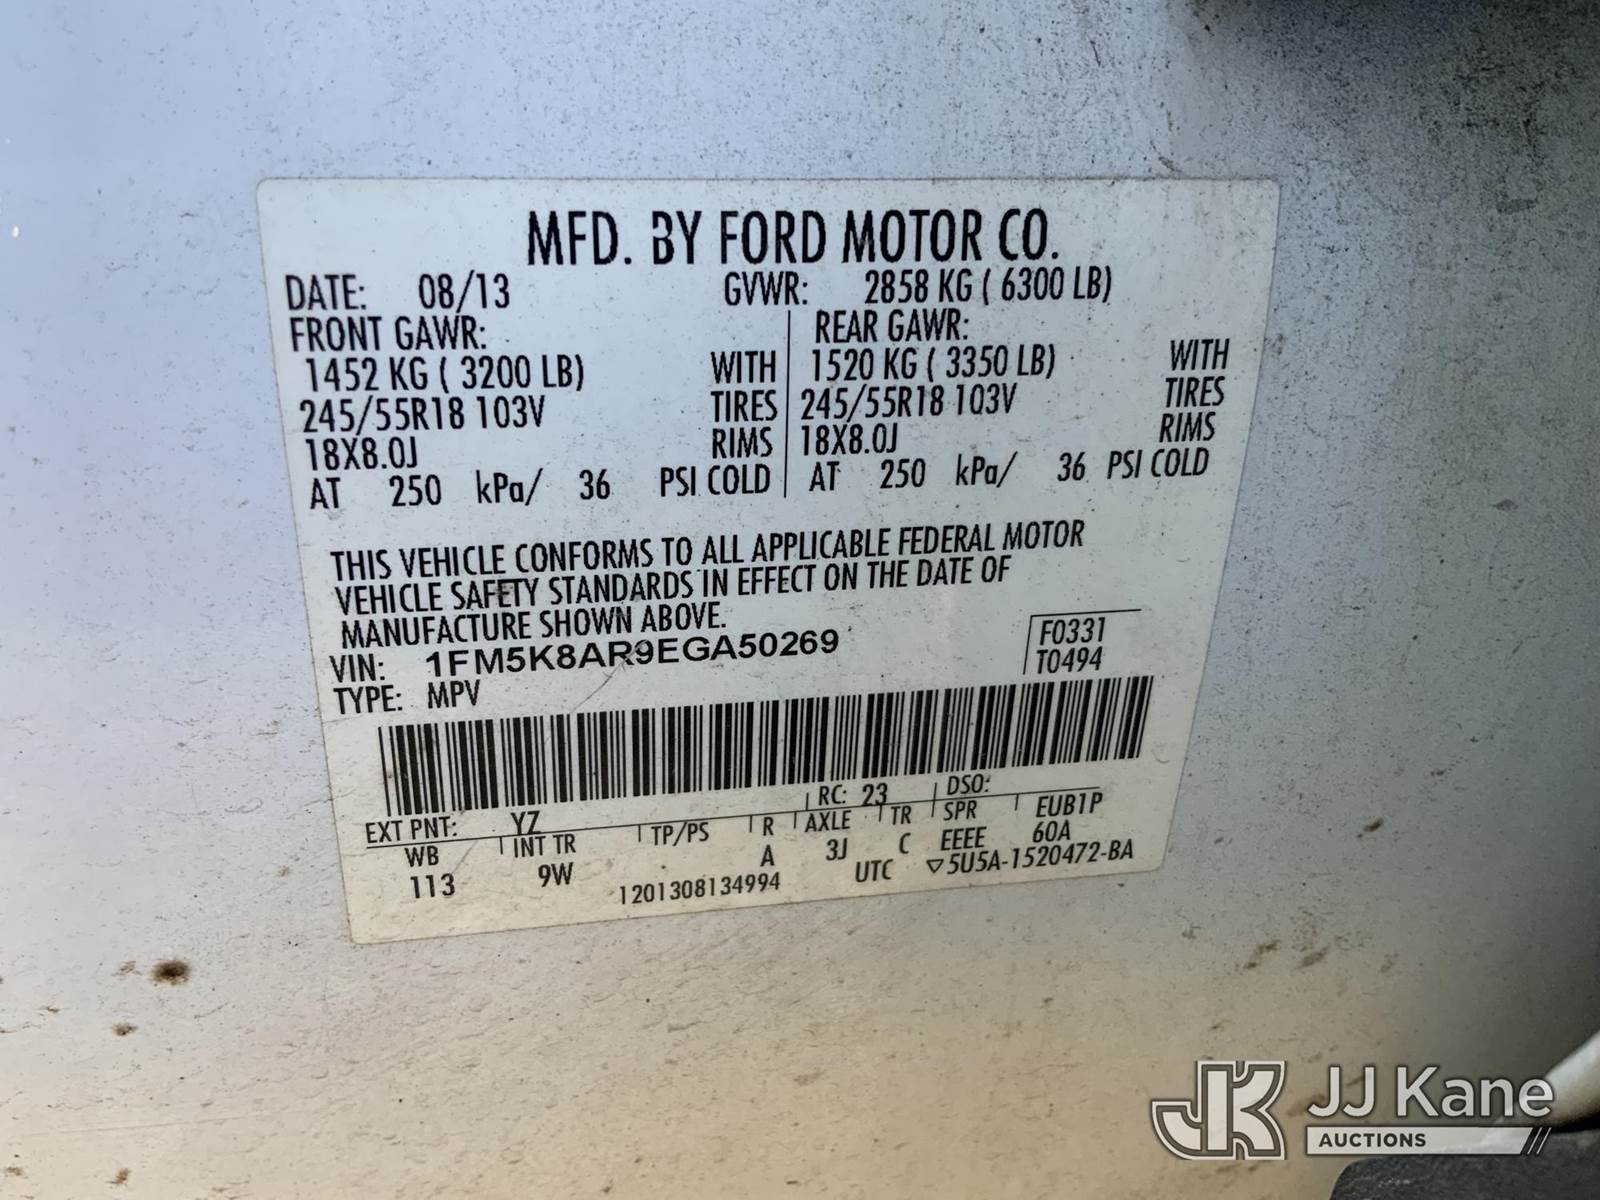 MFD. BY FORD MOTOR CO.
DATE: 08/13 GVWR: 2858 KG ( 6300 LB)
FRONT GAWR: REAR GAWR:
1452 KG ( 3200 LB) WITH 1520 KG ( 3350 LB) WITH
245/55R18 103V TIRES 245/55R18 103V TIRES
18X8.0J RIMS 18X8.0J RIMS
AT 250 kPa/ 36 PSI COLD AT 250 kPa/ 36 PSI COLD
THIS VEHICLE CONFORMS TO ALL APPLICABLE FEDERAL MOTOR
VEHICLE SAFETY STANDARDS IN EFFECT ON THE DATE OF
MANUFACTURE SHOWN ABOVE.
VIN: 1FM5K8AR9EGA50269 F0331
TYPE: MPV T0494
EXT PNT: YZ RC: 23 DSO:
WB INT TR TP/PS R AXLE TR SPR EUB1P
113 9W A 3J C EEEE 60A
1201308134994 UTC ▽5U5A-1520472-BA
JK JJ Kane
AUCTIONS